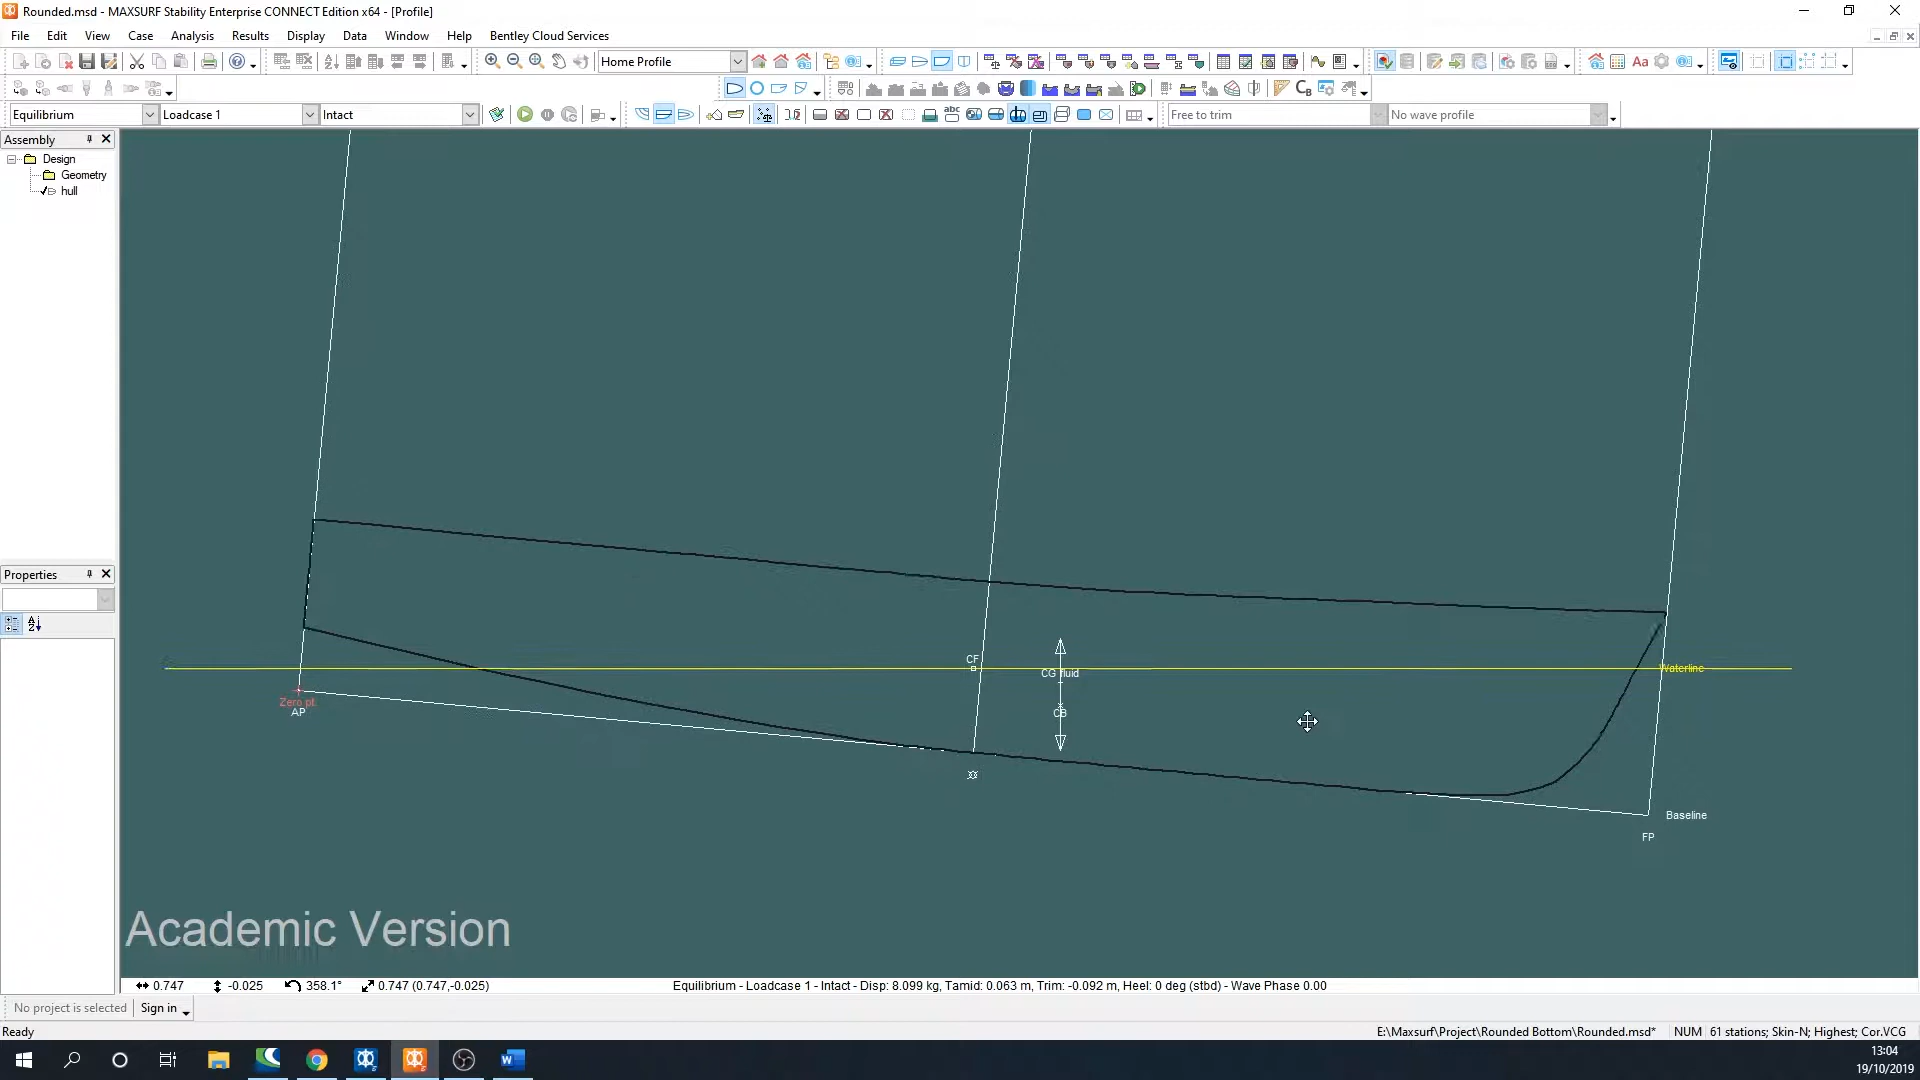 Rounded.msd - MAXSURF Stability Enterprise CONNECT Edition x64 - [Profile]
File Edit View Case Analysis Results Display Data Window Help Bentley Cloud Services
Home Profile
Aa
Equilibrium Loadcase 1 Intact abc Free to trim No wave profile
Assembly
Design
Geometry
hull
Properties
CF
CG fluid
CB
Waterline
Zero pt.
AP
Baseline
FP
Academic Version
0.747 -0.025 358.1° 0.747 (0.747,-0.025) Equilibrium - Loadcase 1 - Intact - Disp: 8.099 kg, Tamid: 0.063 m, Trim: -0.092 m, Heel: 0 deg (stbd) - Wave Phase 0.00
No project is selected Sign in
Ready E:\Maxsurf\Project\Rounded Bottom\Rounded.msd* NUM 61 stations; Skin-N; Highest; Cor.VCG
13:04
19/10/2019